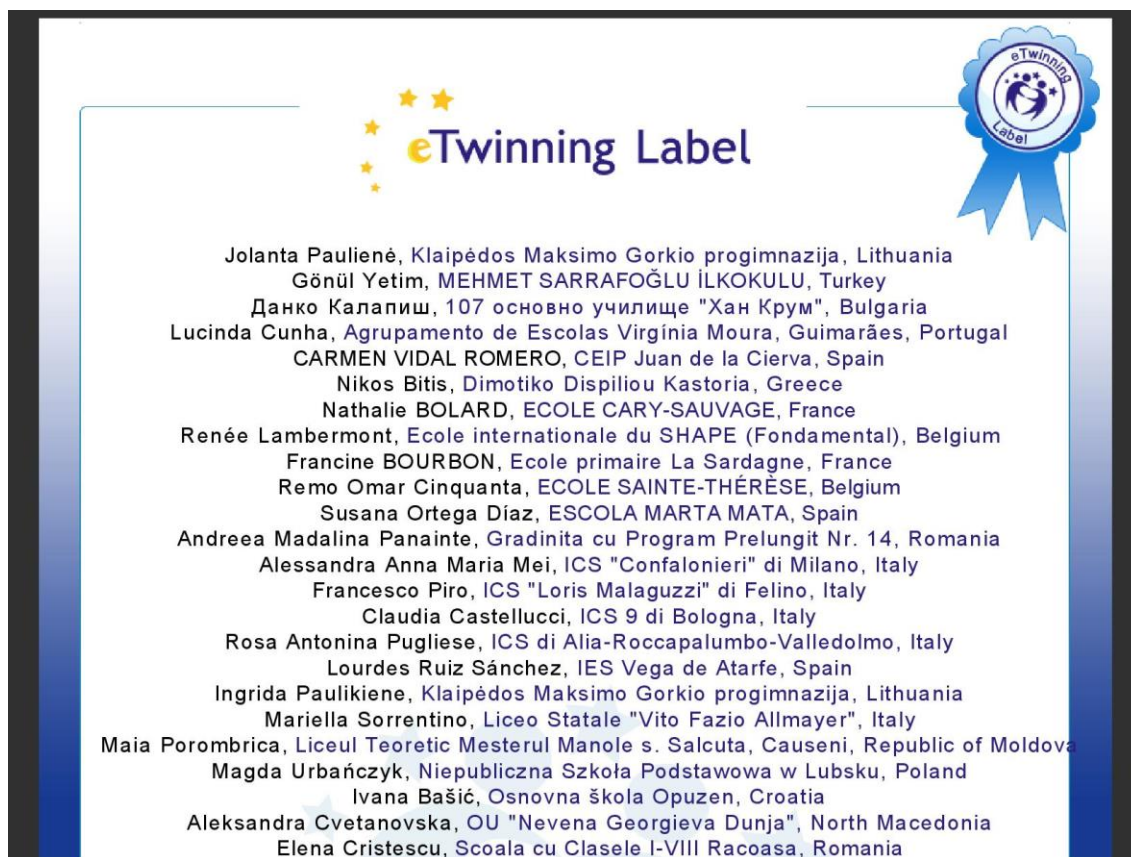 eTwinning Label
eTwinning
Label
Jolanta Paulienė, Klaipėdos Maksimo Gorkio progimnazija, Lithuania
Gönül Yetim, MEHMET SARRAFOĞLU İLKOKULU, Turkey
Данко Калапиш, 107 основно училище "Хан Крум", Bulgaria
Lucinda Cunha, Agrupamento de Escolas Virgínia Moura, Guimarães, Portugal
CARMEN VIDAL ROMERO, CEIP Juan de la Cierva, Spain
Nikos Bitis, Dimotiko Dispiliou Kastoria, Greece
Nathalie BOLARD, ECOLE CARY-SAUVAGE, France
Renée Lambermont, Ecole internationale du SHAPE (Fondamental), Belgium
Francine BOURBON, Ecole primaire La Sardagne, France
Remo Omar Cinquanta, ECOLE SAINTE-THÉRÈSE, Belgium
Susana Ortega Díaz, ESCOLA MARTA MATA, Spain
Andreea Madalina Panainte, Gradinita cu Program Prelungit Nr. 14, Romania
Alessandra Anna Maria Mei, ICS "Confalonieri" di Milano, Italy
Francesco Piro, ICS "Loris Malaguzzi" di Felino, Italy
Claudia Castellucci, ICS 9 di Bologna, Italy
Rosa Antonina Pugliese, ICS di Alia-Roccapalumbo-Valledolmo, Italy
Lourdes Ruiz Sánchez, IES Vega de Atarfe, Spain
Ingrida Paulikiene, Klaipėdos Maksimo Gorkio progimnazija, Lithuania
Mariella Sorrentino, Liceo Statale "Vito Fazio Allmayer", Italy
Maia Porombrica, Liceul Teoretic Mesterul Manole s. Salcuta, Causeni, Republic of Moldova
Magda Urbańczyk, Niepubliczna Szkoła Podstawowa w Lubsku, Poland
Ivana Bašić, Osnovna škola Opuzen, Croatia
Aleksandra Cvetanovska, OU "Nevena Georgieva Dunja", North Macedonia
Elena Cristescu, Scoala cu Clasele I-VIII Racoasa, Romania